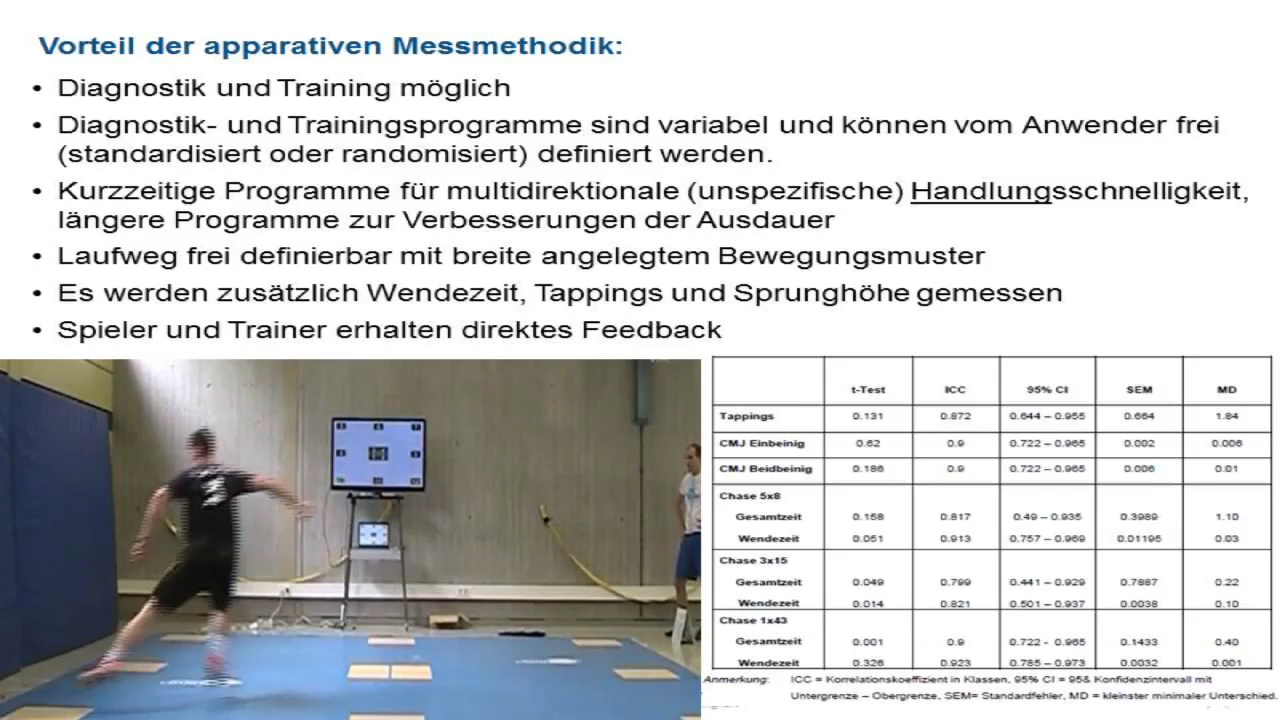 Vorteil der apparativen Messmethodik:
• Diagnostik und Training möglich
• Diagnostik- und Trainingsprogramme sind variabel und können vom Anwender frei
(standardisiert oder randomisiert) definiert werden.
• Kurzzeitige Programme für multidirektionale (unspezifische) Handlungsschnelligkeit,
längere Programme zur Verbesserungen der Ausdauer
• Laufweg frei definierbar mit breite angelegtem Bewegungsmuster
• Es werden zusätzlich Wendezeit, Tappings und Sprunghöhe gemessen
• Spieler und Trainer erhalten direktes Feedback
t-Test ICC 95% CI SEM MD
Tappings 0.131 0.872 0.644 – 0.955 0.664 1.84
CMJ Einbeinig 0.62 0.9 0.722 – 0.965 0.002 0.006
CMJ Beidbeinig 0.186 0.9 0.722 – 0.965 0.006 0.01
Chase 5x8
Gesamtzeit 0.158 0.817 0.49 – 0.935 0.3989 1.10
Wendezeit 0.051 0.913 0.757 – 0.969 0.01195 0.03
Chase 3x15
Gesamtzeit 0.049 0.799 0.441 – 0.929 0.7887 0.22
Wendezeit 0.014 0.821 0.501 – 0.937 0.0038 0.10
Chase 1x43
Gesamtzeit 0.001 0.9 0.722 - 0.965 0.1433 0.40
Wendezeit 0.326 0.923 0.785 – 0.973 0.0032 0.001
Anmerkung: ICC = Korrelationskoeffizient in Klassen, 95% CI = 95& Konfidenzintervall mit
Untergrenze – Obergrenze, SEM= Standardfehler, MD = kleinster minimaler Unterschied.
3